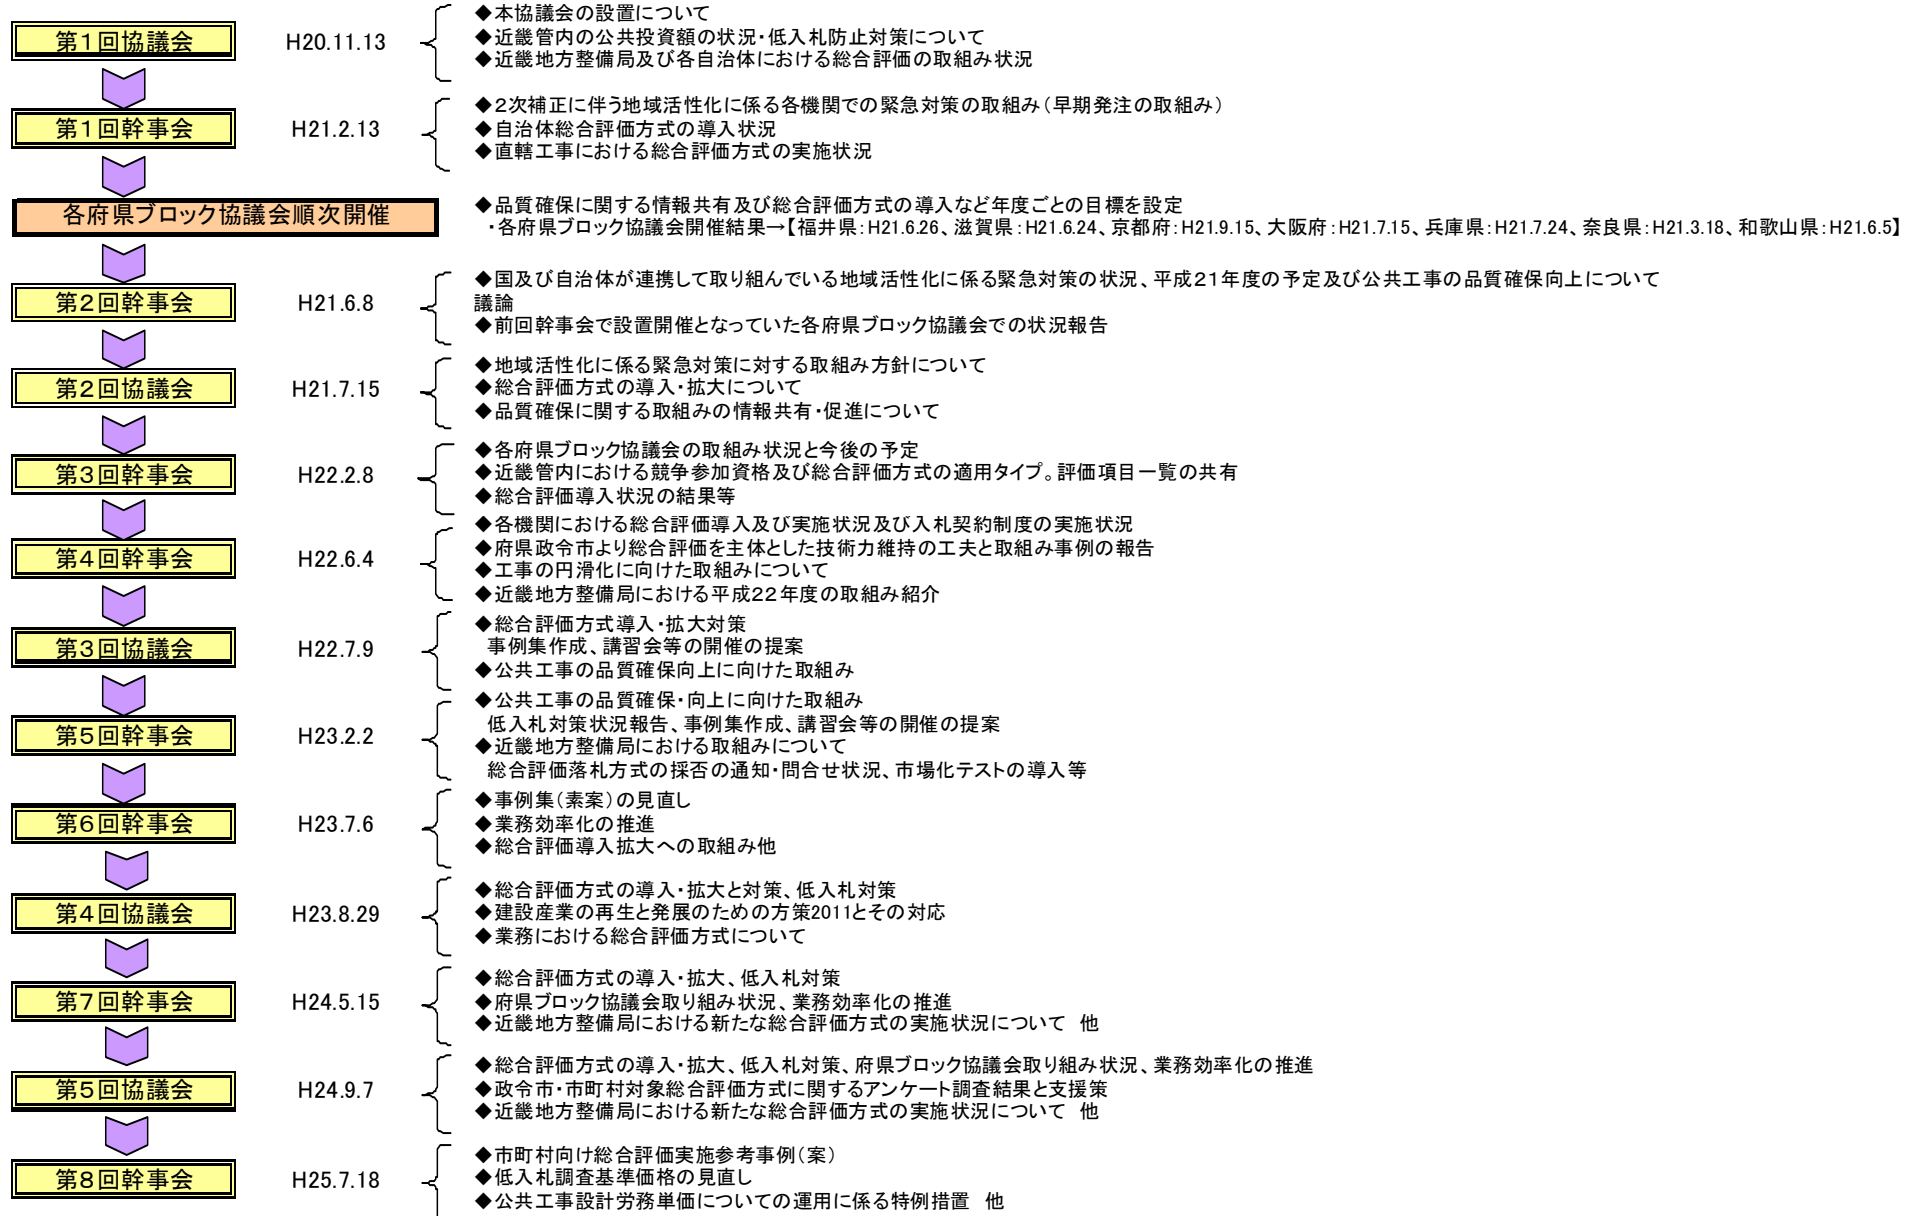 第1回協議会
H20.11.13
◆本協議会の設置について
◆近畿管内の公共投資額の状況・低入札防止対策について
◆近畿地方整備局及び各自治体における総合評価の取組み状況
第1回幹事会
H21.2.13
◆２次補正に伴う地域活性化に係る各機関での緊急対策の取組み（早期発注の取組み）
◆自治体総合評価方式の導入状況
◆直轄工事における総合評価方式の実施状況
各府県ブロック協議会順次開催
◆品質確保に関する情報共有及び総合評価方式の導入など年度ごとの目標を設定
・各府県ブロック協議会開催結果→【福井県：H21.6.26、滋賀県：H21.6.24、京都府：H21.9.15、大阪府：H21.7.15、兵庫県：H21.7.24、奈良県：H21.3.18、和歌山県：H21.6.5】
第2回幹事会
H21.6.8
◆国及び自治体が連携して取り組んでいる地域活性化に係る緊急対策の状況、平成２１年度の予定及び公共工事の品質確保向上について
議論
◆前回幹事会で設置開催となっていた各府県ブロック協議会での状況報告
第2回協議会
H21.7.15
◆地域活性化に係る緊急対策に対する取組み方針について
◆総合評価方式の導入・拡大について
◆品質確保に関する取組みの情報共有・促進について
第3回幹事会
H22.2.8
◆各府県ブロック協議会の取組み状況と今後の予定
◆近畿管内における競争参加資格及び総合評価方式の適用タイプ。評価項目一覧の共有
◆総合評価導入状況の結果等
第4回幹事会
H22.6.4
◆各機関における総合評価導入及び実施状況及び入札契約制度の実施状況
◆府県政令市より総合評価を主体とした技術力維持の工夫と取組み事例の報告
◆工事の円滑化に向けた取組みについて
◆近畿地方整備局における平成２２年度の取組み紹介
第3回協議会
H22.7.9
◆総合評価方式導入・拡大対策
事例集作成、講習会等の開催の提案
◆公共工事の品質確保向上に向けた取組み
第5回幹事会
H23.2.2
◆公共工事の品質確保・向上に向けた取組み
低入札対策状況報告、事例集作成、講習会等の開催の提案
◆近畿地方整備局における取組みについて
総合評価落札方式の採否の通知・問合せ状況、市場化テストの導入等
第6回幹事会
H23.7.6
◆事例集（素案）の見直し
◆業務効率化の推進
◆総合評価導入拡大への取組み他
第4回協議会
H23.8.29
◆総合評価方式の導入・拡大と対策、低入札対策
◆建設産業の再生と発展のための方策2011とその対応
◆業務における総合評価方式について
第7回幹事会
H24.5.15
◆総合評価方式の導入・拡大、低入札対策
◆府県ブロック協議会取り組み状況、業務効率化の推進
◆近畿地方整備局における新たな総合評価方式の実施状況について　他
第5回協議会
H24.9.7
◆総合評価方式の導入・拡大、低入札対策、府県ブロック協議会取り組み状況、業務効率化の推進
◆政令市・市町村対象総合評価方式に関するアンケート調査結果と支援策
◆近畿地方整備局における新たな総合評価方式の実施状況について　他
第8回幹事会
H25.7.18
◆市町村向け総合評価実施参考事例（案）
◆低入札調査基準価格の見直し
◆公共工事設計労務単価についての運用に係る特例措置　他